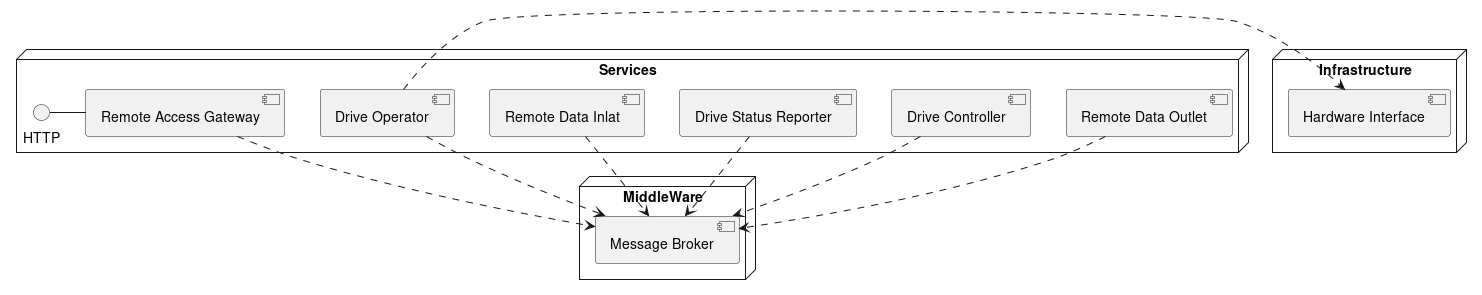 Services
Infrastructure
HTTP
Remote Access Gateway
Drive Operator
Remote Data Inlat
Drive Status Reporter
Drive Controller
Remote Data Outlet
Hardware Interface
MiddleWare
Message Broker